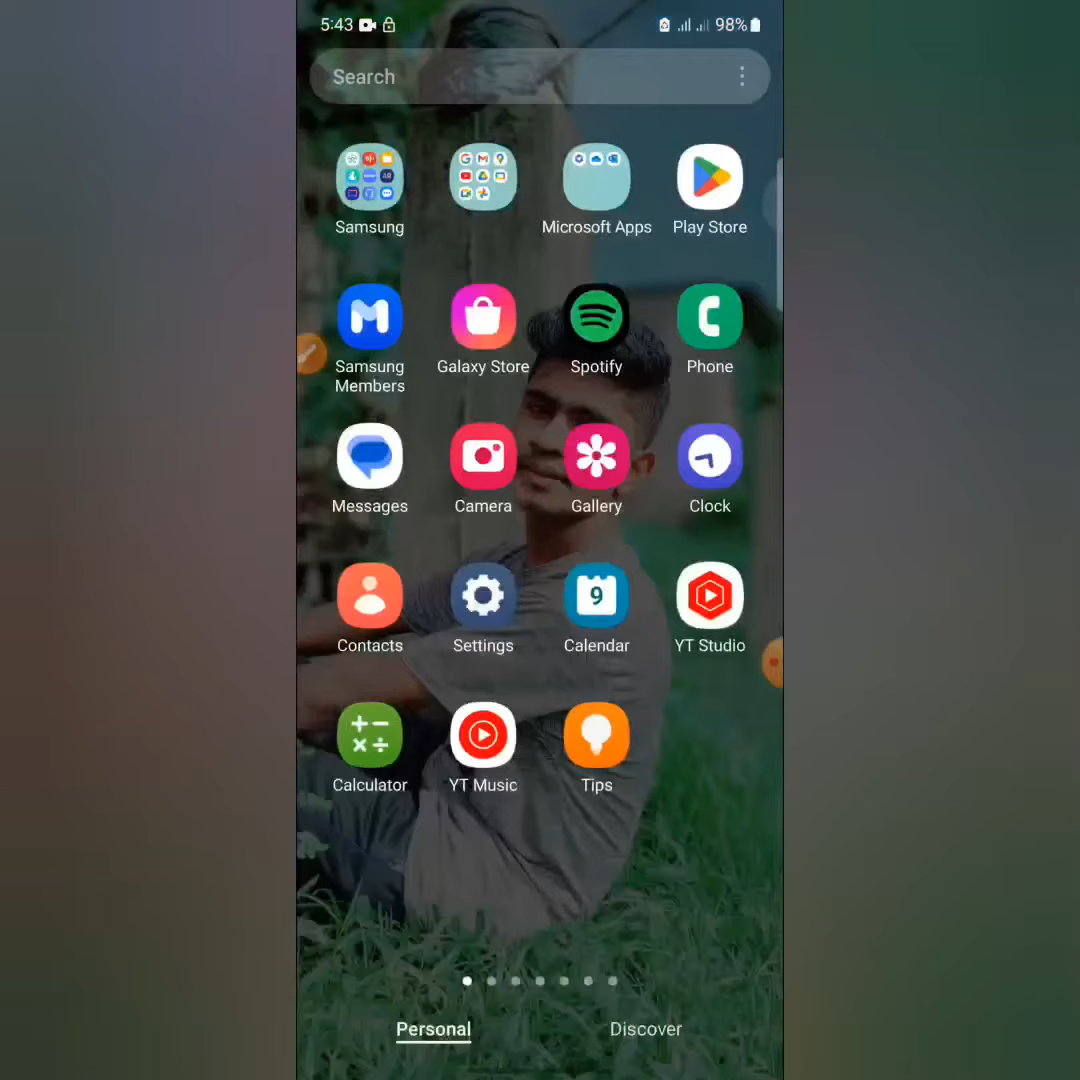 5:43 98%
Search
Samsung
Microsoft Apps
Play Store
Samsung
Members
Galaxy Store
Spotify
Phone
Messages
Camera
Gallery
Clock
Contacts
Settings
9
Calendar
YT Studio
Calculator
YT Music
Tips
Personal
Discover